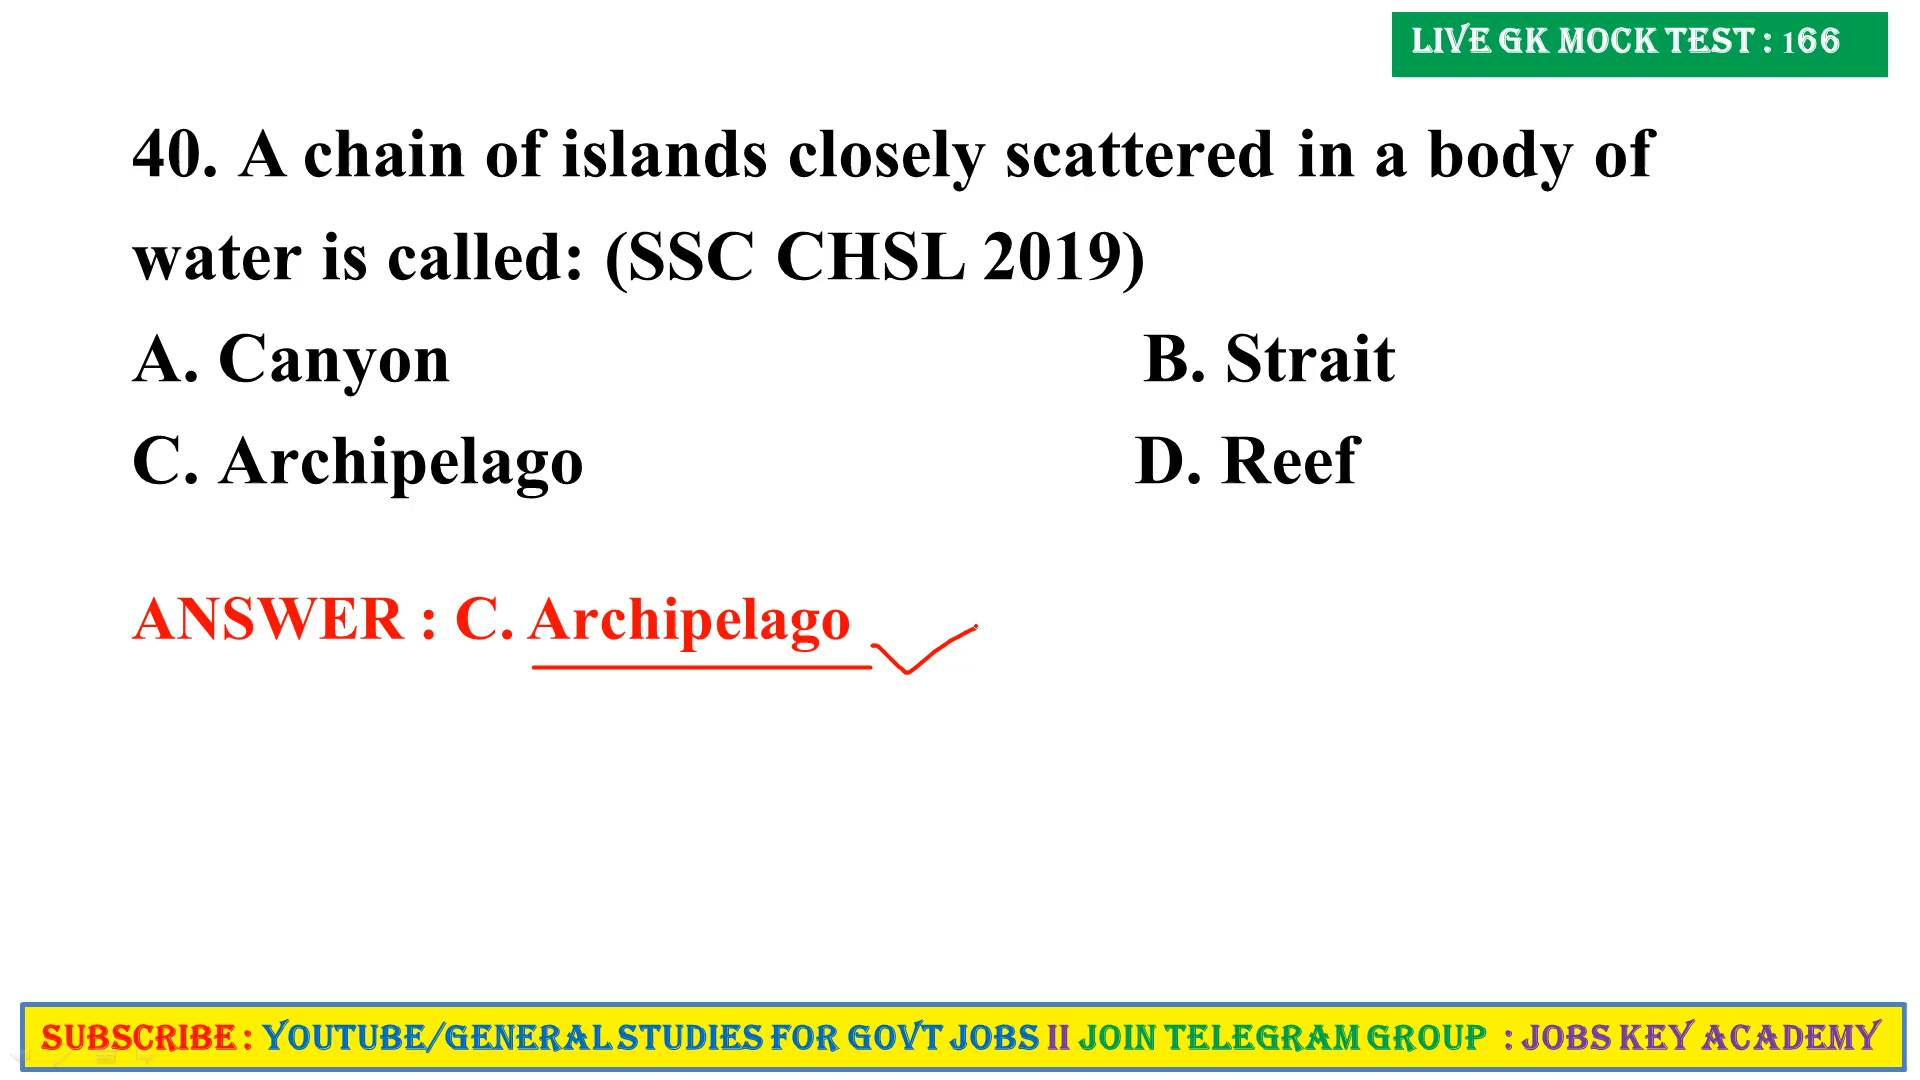 LIVE GK MOCK TEST : 166
40. A chain of islands closely scattered in a body of
water is called: (SSC CHSL 2019)
A. Canyon B. Strait
C. Archipelago D. Reef
ANSWER : C. Archipelago
SUBSCRIBE : YOUTUBE/GENERAL STUDIES FOR GOVT JOBS II JOIN TELEGRAM GROUP : JOBS KEY ACADEMY